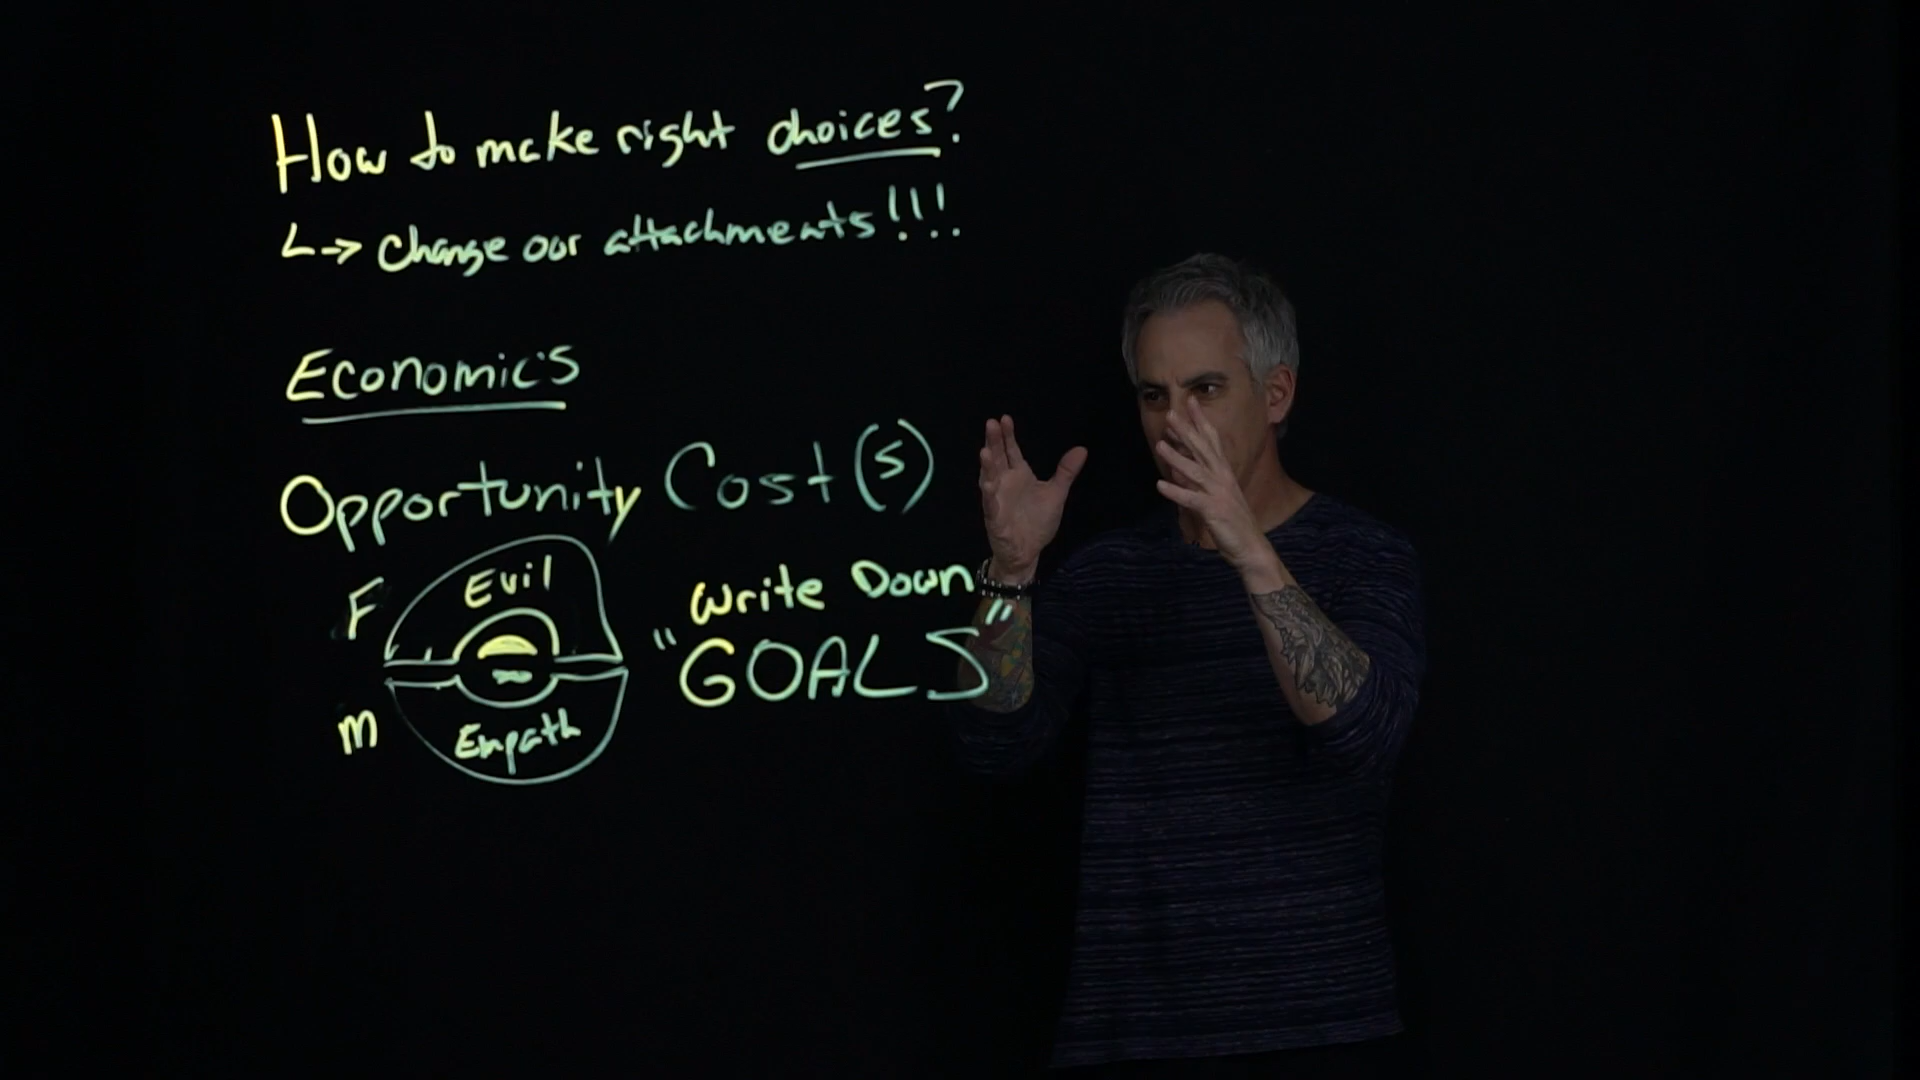 How to make right choices?
↳ change our attachments!!!
Economics
Opportunity Cost(s)
F
Evil
M
Empath
Write Down
"GOALS"